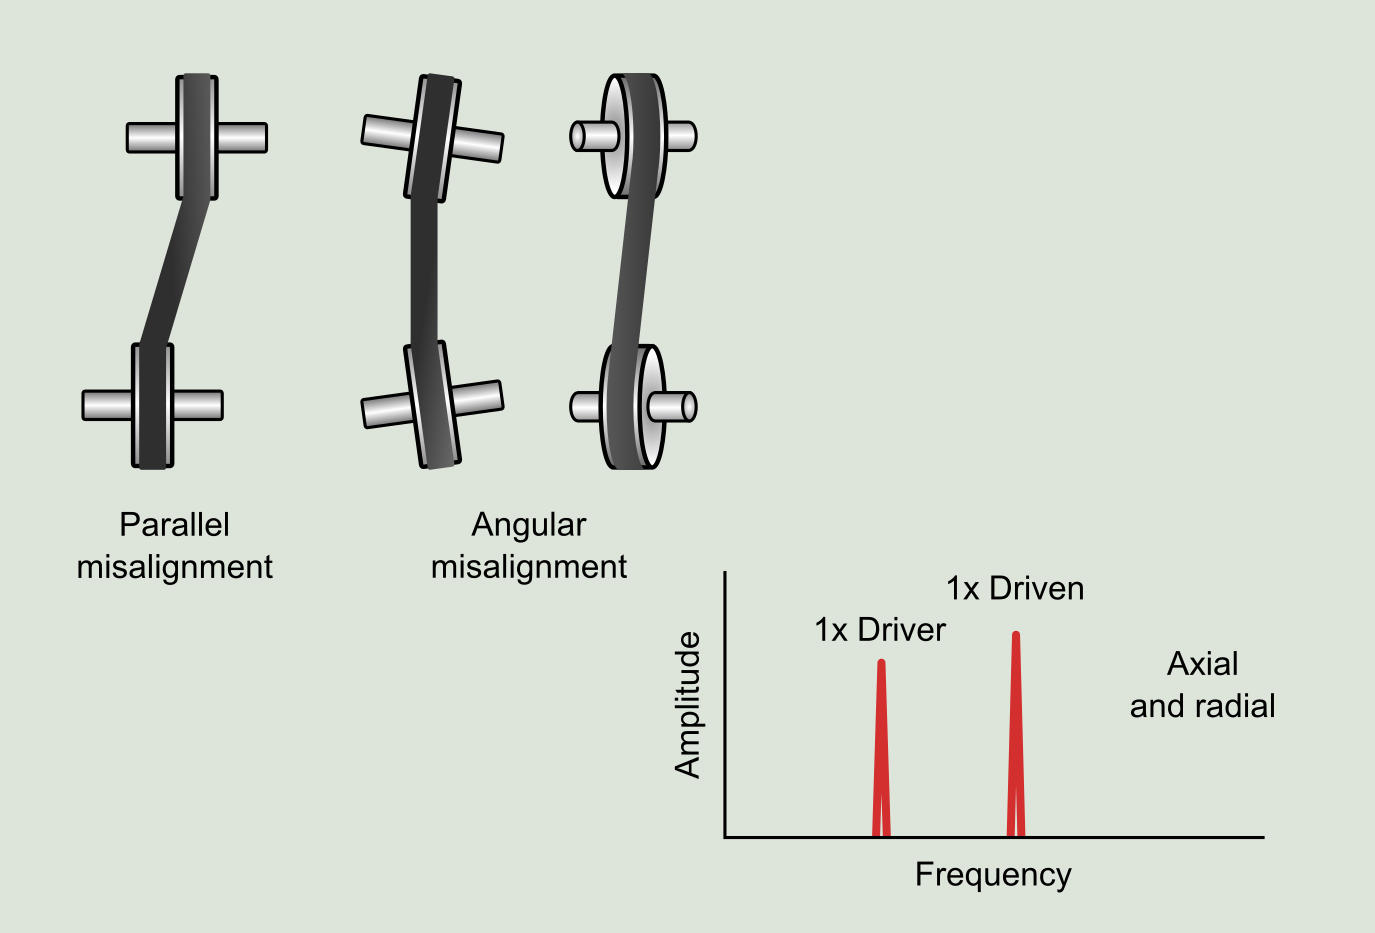 Parallel
misalignment
Angular
misalignment
1x Driven
1x Driver
Axial
and radial
Amplitude
Frequency